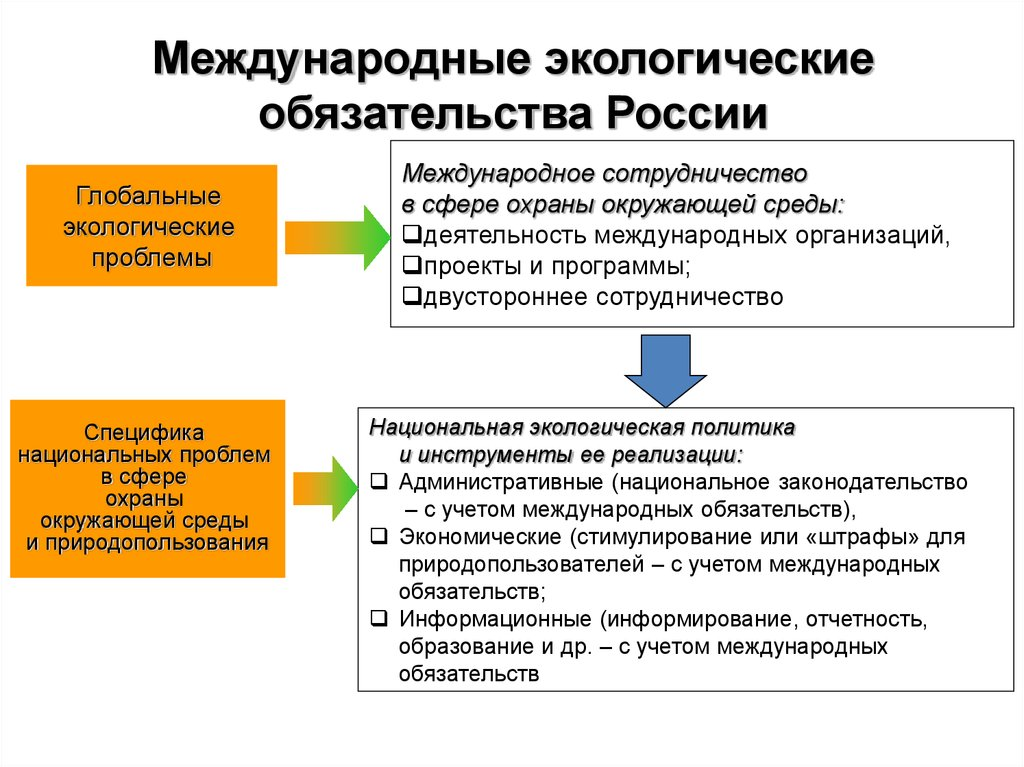 Международные экологические
обязательства России
Глобальные
экологические
проблемы
Международное сотрудничество
в сфере охраны окружающей среды:
❑деятельность международных организаций,
❑проекты и программы;
❑двустороннее сотрудничество
Специфика
национальных проблем
в сфере
охраны
окружающей среды
и природопользования
Национальная экологическая политика
и инструменты ее реализации:
❑ Административные (национальное законодательство
– с учетом международных обязательств),
❑ Экономические (стимулирование или «штрафы» для
природопользователей – с учетом международных
обязательств;
❑ Информационные (информирование, отчетность,
образование и др. – с учетом международных
обязательств